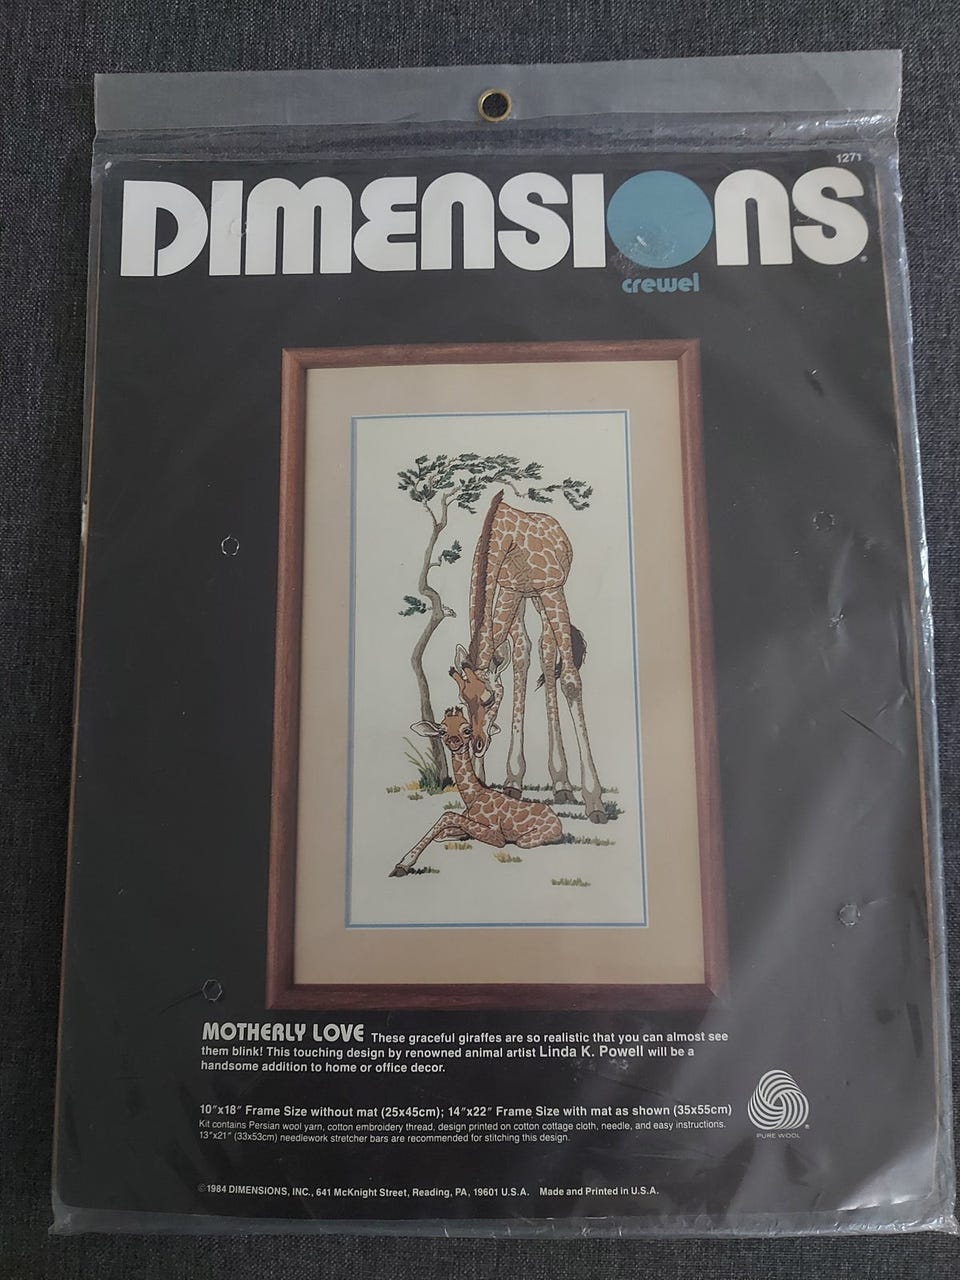 1271
DIMENSIONS®
crewel
MOTHERLY LOVE These graceful giraffes are so realistic that you can almost see
them blink! This touching design by renowned animal artist Linda K. Powell will be a
handsome addition to home or office decor.
10"x18" Frame Size without mat (25x45cm); 14"x22" Frame Size with mat as shown (35x55cm)
Kit contains Persian wool yarn, cotton embroidery thread, design printed on cotton cottage cloth, needle, and easy instructions.
13"x21" (33x53cm) needlework stretcher bars are recommended for stitching this design.
®
PURE WOOL
©1984 DIMENSIONS, INC., 641 McKnight Street, Reading, PA, 19601 U.S.A. Made and Printed in U.S.A.